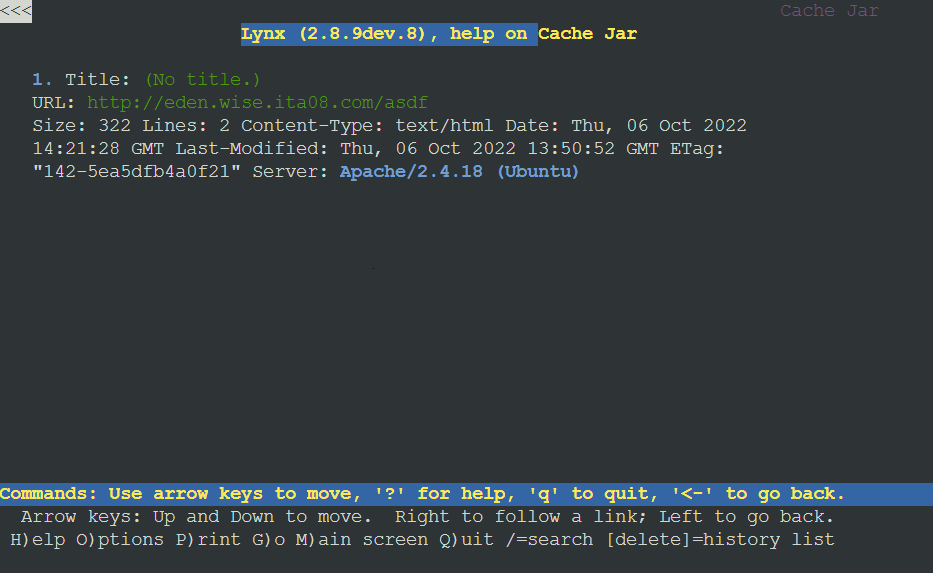 <<< Cache Jar
Lynx (2.8.9dev.8), help on Cache Jar
1. Title: (No title.)
URL: http://eden.wise.ita08.com/asdf
Size: 322 Lines: 2 Content-Type: text/html Date: Thu, 06 Oct 2022
14:21:28 GMT Last-Modified: Thu, 06 Oct 2022 13:50:52 GMT ETag:
"142-5ea5dfb4a0f21" Server: Apache/2.4.18 (Ubuntu)
Commands: Use arrow keys to move, '?' for help, 'q' to quit, '<-' to go back.
Arrow keys: Up and Down to move.  Right to follow a link; Left to go back.
H)elp O)ptions P)rint G)o M)ain screen Q)uit /=search [delete]=history list